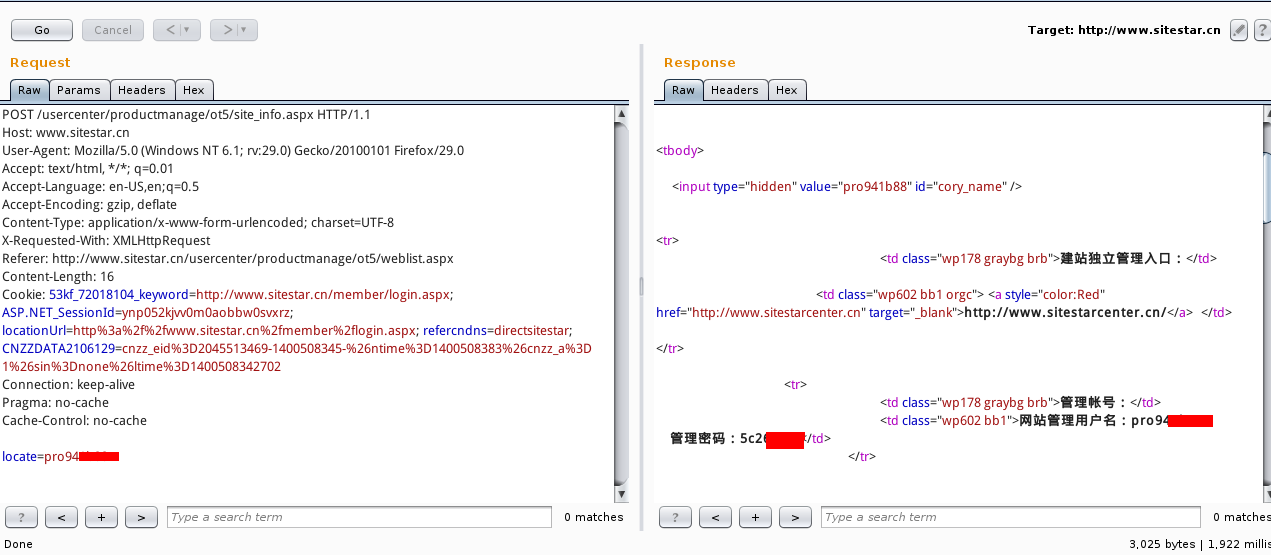 Go Cancel < > Target: http://www.sitestar.cn ?
Request
Raw Params Headers Hex
POST /usercenter/productmanage/ot5/site_info.aspx HTTP/1.1
Host: www.sitestar.cn
User-Agent: Mozilla/5.0 (Windows NT 6.1; rv:29.0) Gecko/20100101 Firefox/29.0
Accept: text/html, */*; q=0.01
Accept-Language: en-US,en;q=0.5
Accept-Encoding: gzip, deflate
Content-Type: application/x-www-form-urlencoded; charset=UTF-8
X-Requested-With: XMLHttpRequest
Referer: http://www.sitestar.cn/usercenter/productmanage/ot5/weblist.aspx
Content-Length: 16
Cookie: 53kf_72018104_keyword=http://www.sitestar.cn/member/login.aspx;
ASP.NET_SessionId=ynp052kjvv0m0aobbw0svxrz;
locationUrl=http%3a%2f%2fwww.sitestar.cn%2fmember%2flogin.aspx; refercndns=directsitestar;
CNZZDATA2106129=cnzz_eid%3D2045513469-1400508345-%26ntime%3D1400508383%26cnzz_a%3D
1%26sin%3Dnone%26ltime%3D1400508342702
Connection: keep-alive
Pragma: no-cache
Cache-Control: no-cache
locate=pro94
? < + > Type a search term 0 matches
Response
Raw Headers Hex
<tbody>
<input type="hidden" value="pro941b88" id="cory_name" />
<tr>
<td class="wp178 graybg brb">建站独立管理入口：</td>
<td class="wp602 bb1 orgc"> <a style="color:Red"
href="http://www.sitestarcenter.cn" target="_blank">http://www.sitestarcenter.cn/</a> </td>
</tr>
<tr>
<td class="wp178 graybg brb">管理帐号：</td>
<td class="wp602 bb1">网站管理用户名：pro94
管理密码：5c26 /td>
</tr>
? < + > Type a search term 0 matches
Done 3,025 bytes | 1,922 millis